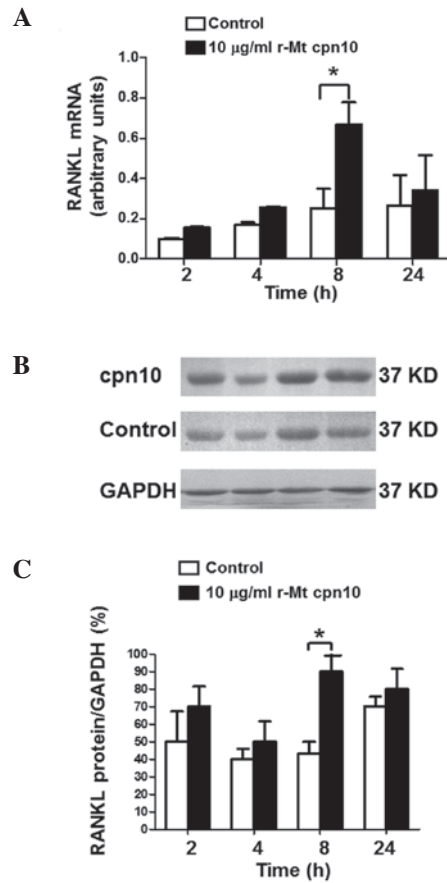 A
Control
10 μg/ml r-Mt cpn10
RANKL mRNA
(arbitrary units)
1.0
0.8
0.6
0.4
0.2
0.0
*
2 4 8 24
Time (h)
B
cpn10 37 KD
Control 37 KD
GAPDH 37 KD
C
Control
10 μg/ml r-Mt cpn10
RANKL protein/GAPDH (%)
100
90
80
70
60
50
40
30
20
10
0
*
2 4 8 24
Time (h)